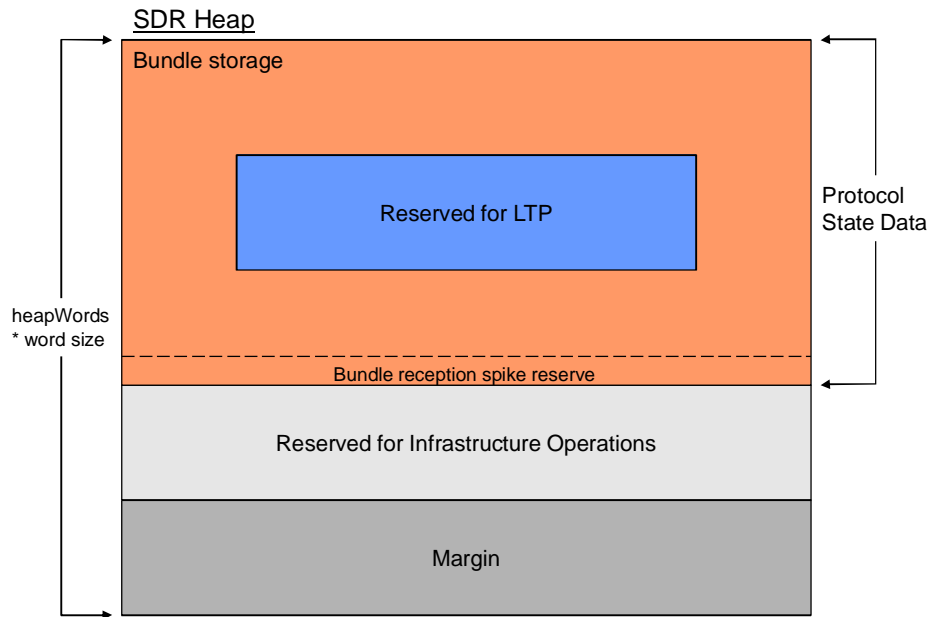 SDR Heap
Bundle storage
Reserved for LTP
Protocol
State Data
heapWords
* word size
Bundle reception spike reserve
Reserved for Infrastructure Operations
Margin